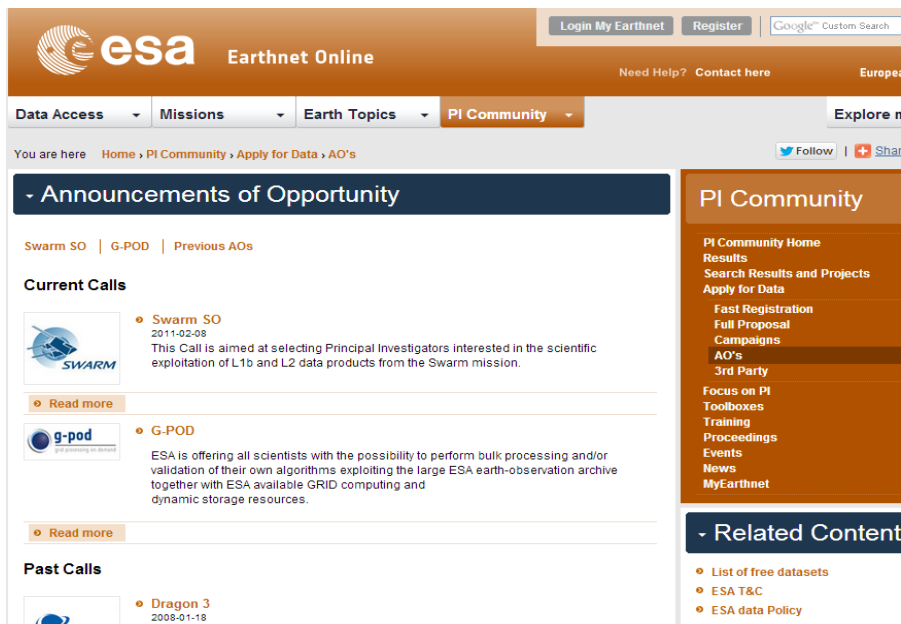 Login My Earthnet Register Google™ Custom Search
esa Earthnet Online
Need Help? Contact here
Data Access Missions Earth Topics PI Community Explore
You are here Home › PI Community › Apply for Data › AO's
Follow |
Announcements of Opportunity
Swarm SO | G-POD | Previous AOs
Current Calls
SWARM
Swarm SO
2011-02-08
This Call is aimed at selecting Principal Investigators interested in the scientific
exploitation of L1b and L2 data products from the Swarm mission.
Read more
g-pod
grid processing on demand
G-POD
ESA is offering all scientists with the possibility to perform bulk processing and/or
validation of their own algorithms exploiting the large ESA earth-observation archive
together with ESA available GRID computing and
dynamic storage resources.
Read more
Past Calls
Dragon 3
2008-01-18
PI Community
PI Community Home
Results
Search Results and Projects
Apply for Data
Fast Registration
Full Proposal
Campaigns
AO's
3rd Party
Focus on PI
Toolboxes
Training
Proceedings
Events
News
MyEarthnet
Related Content
List of free datasets
ESA T&C
ESA data Policy